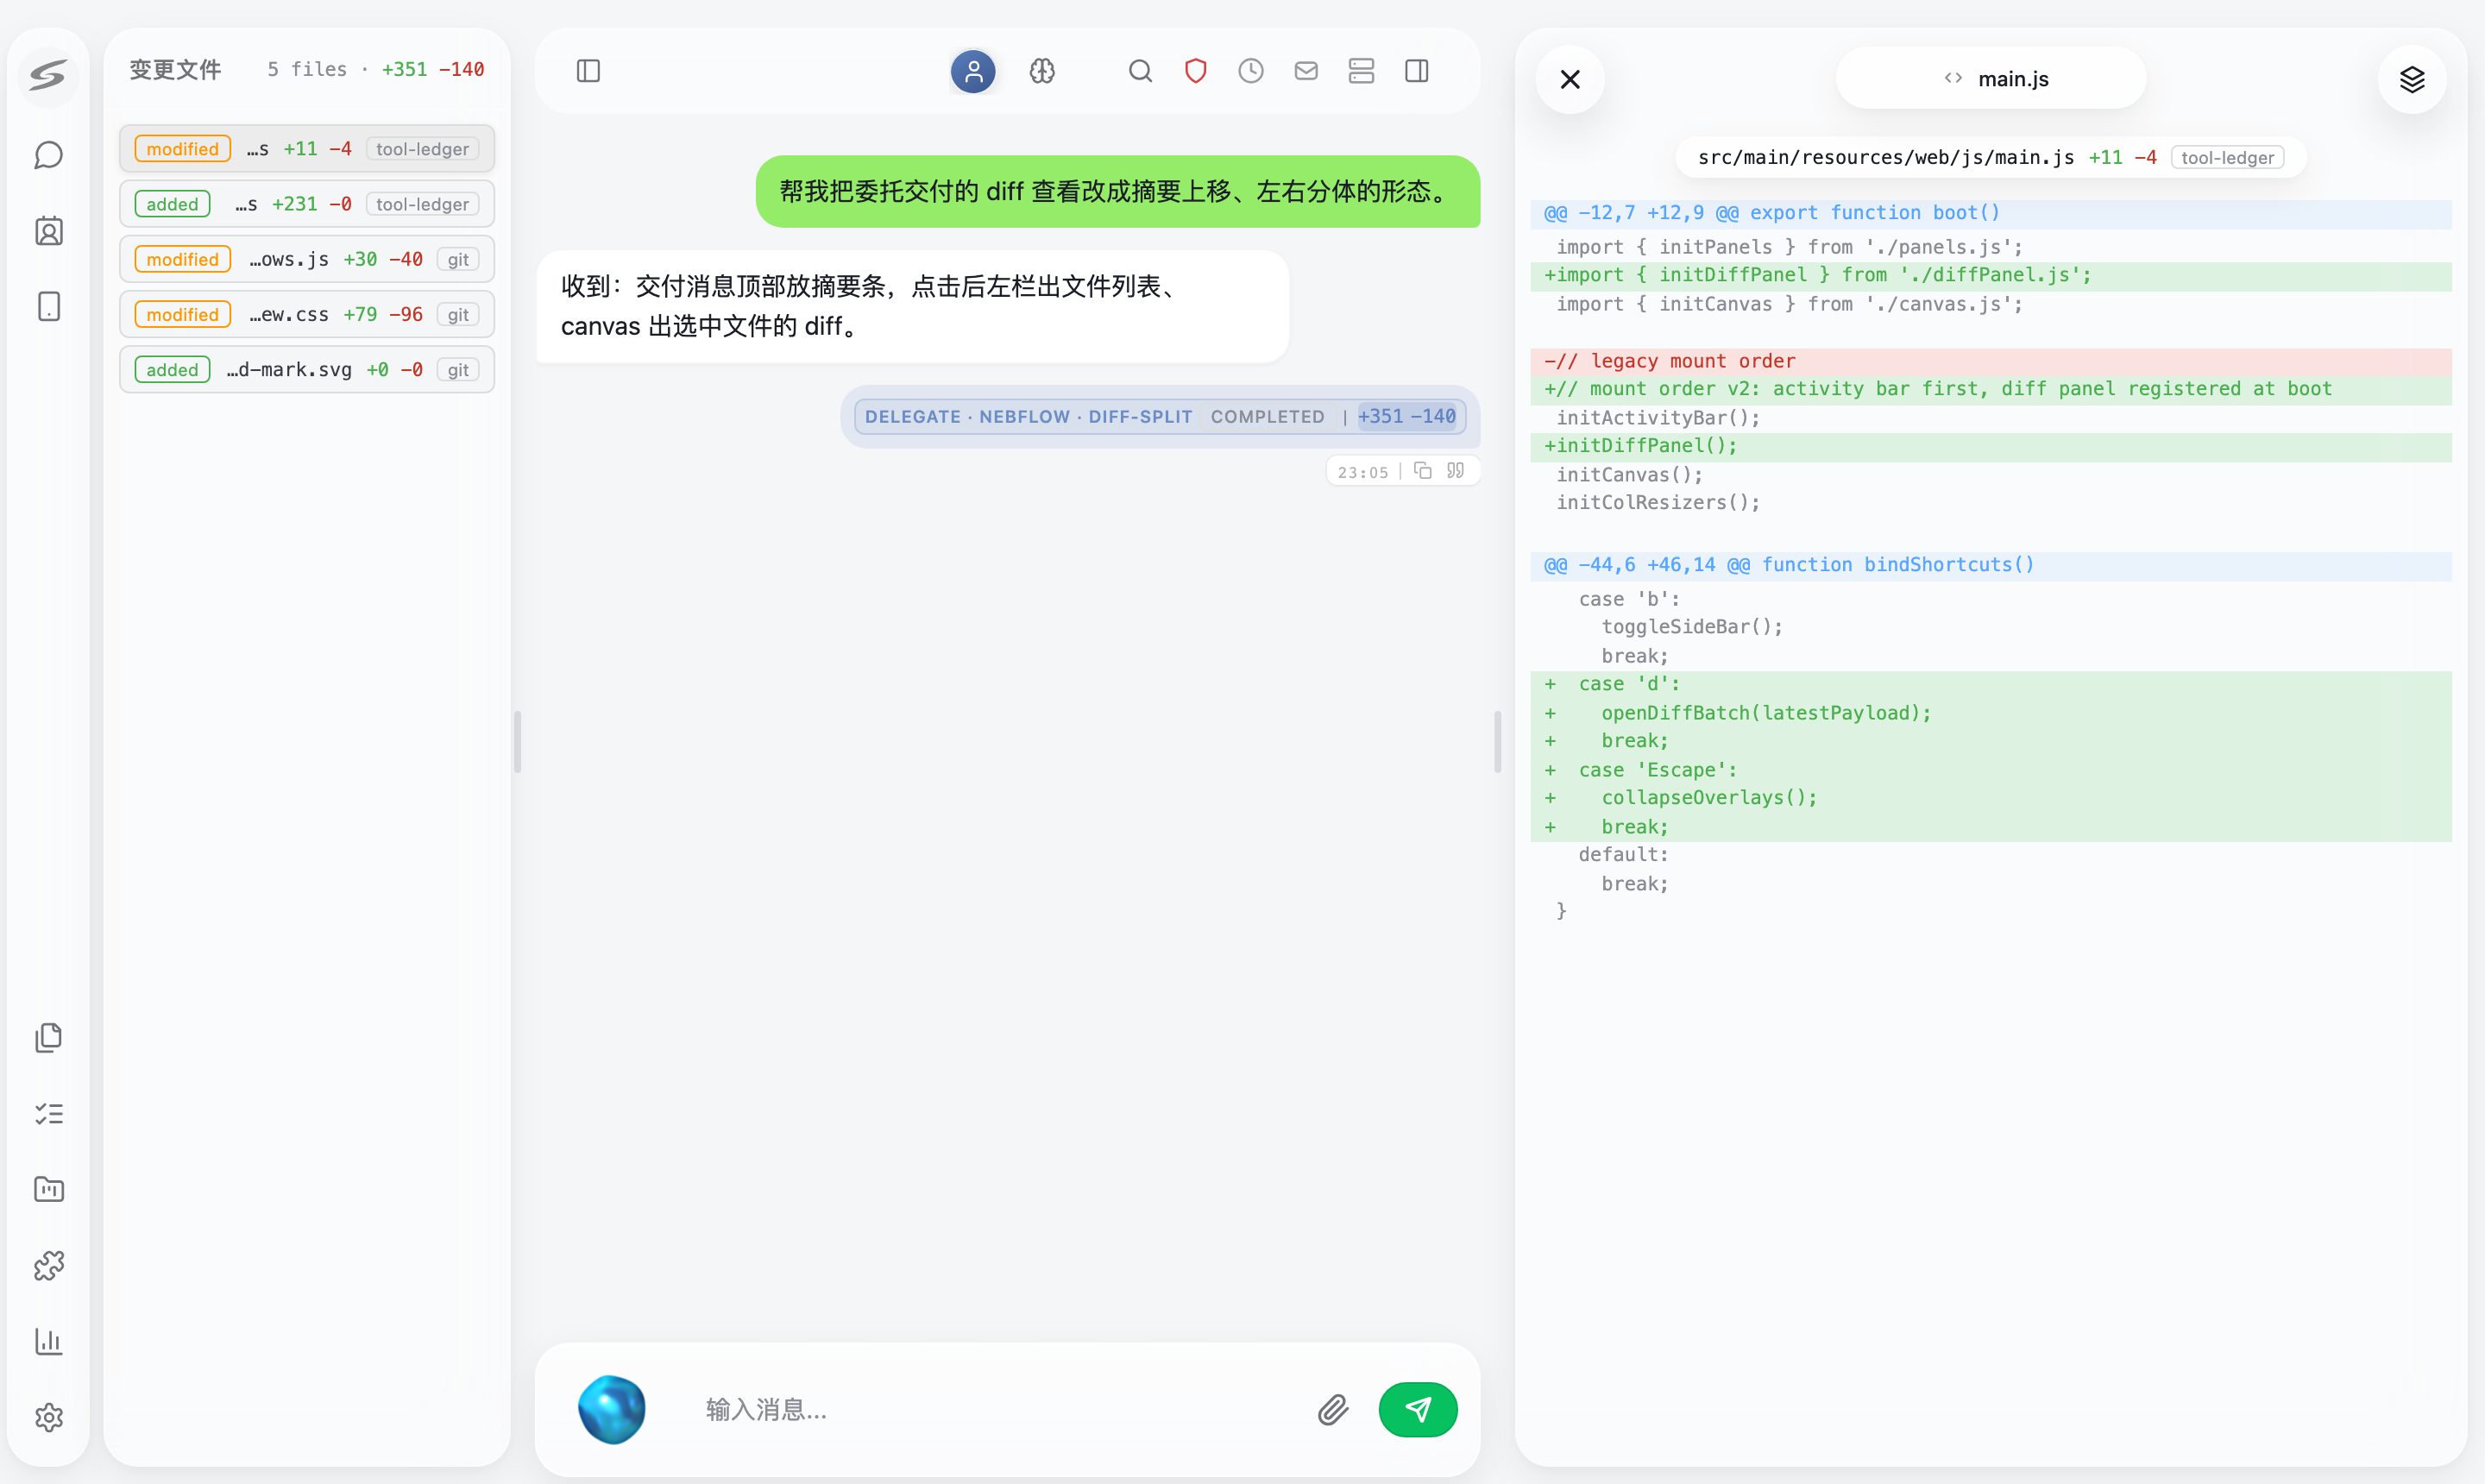 变更文件 5 files · +351 −140
modified …s +11 −4 tool-ledger
added …s +231 −0 tool-ledger
modified …ows.js +30 −40 git
modified …ew.css +79 −96 git
added …d-mark.svg +0 −0 git
帮我把委托交付的 diff 查看改成摘要上移、左右分体的形态。
收到：交付消息顶部放摘要条，点击后左栏出文件列表、
canvas 出选中文件的 diff。
DELEGATE · NEBFLOW · DIFF-SPLIT COMPLETED | +351 −140
23:05
输入消息...
main.js
src/main/resources/web/js/main.js +11 −4 tool-ledger
@@ −12,7 +12,9 @@ export function boot()
import { initPanels } from './panels.js';
+import { initDiffPanel } from './diffPanel.js';
import { initCanvas } from './canvas.js';
−// legacy mount order
+// mount order v2: activity bar first, diff panel registered at boot
initActivityBar();
+initDiffPanel();
initCanvas();
initColResizers();
@@ −44,6 +46,14 @@ function bindShortcuts()
case 'b':
toggleSideBar();
break;
+ case 'd':
+ openDiffBatch(latestPayload);
+ break;
+ case 'Escape':
+ collapseOverlays();
+ break;
default:
break;
}